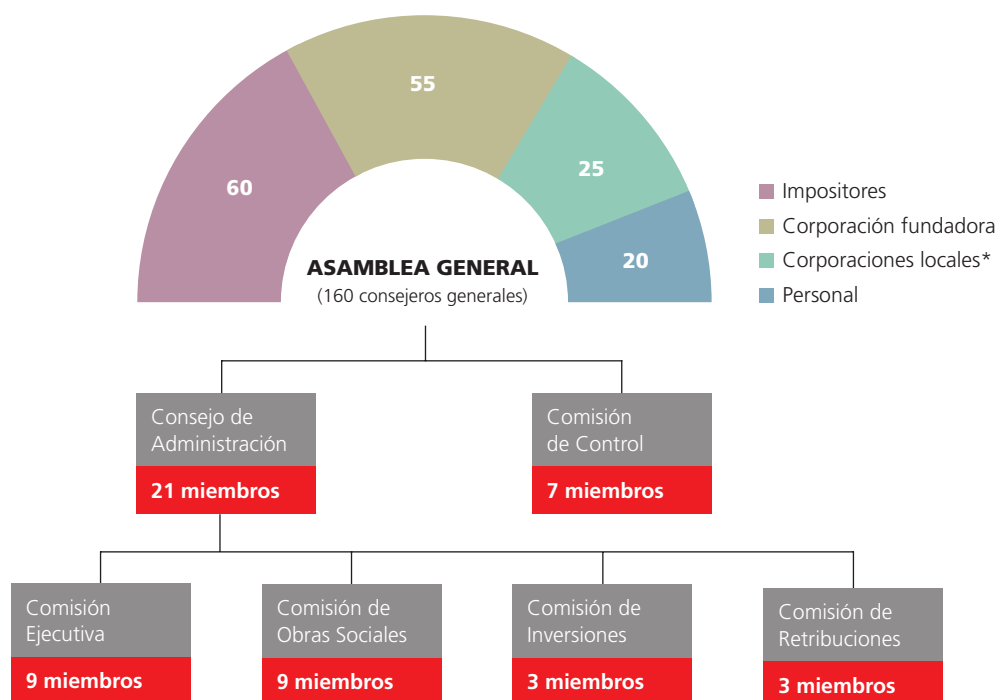 55
60
25
20
ASAMBLEA GENERAL
(160 consejeros generales)
Impositores
Corporación fundadora
Corporaciones locales*
Personal
Consejo de
Administración
21 miembros
Comisión
de Control
7 miembros
Comisión
Ejecutiva
9 miembros
Comisión de
Obras Sociales
9 miembros
Comisión de
Inversiones
3 miembros
Comisión de
Retribuciones
3 miembros